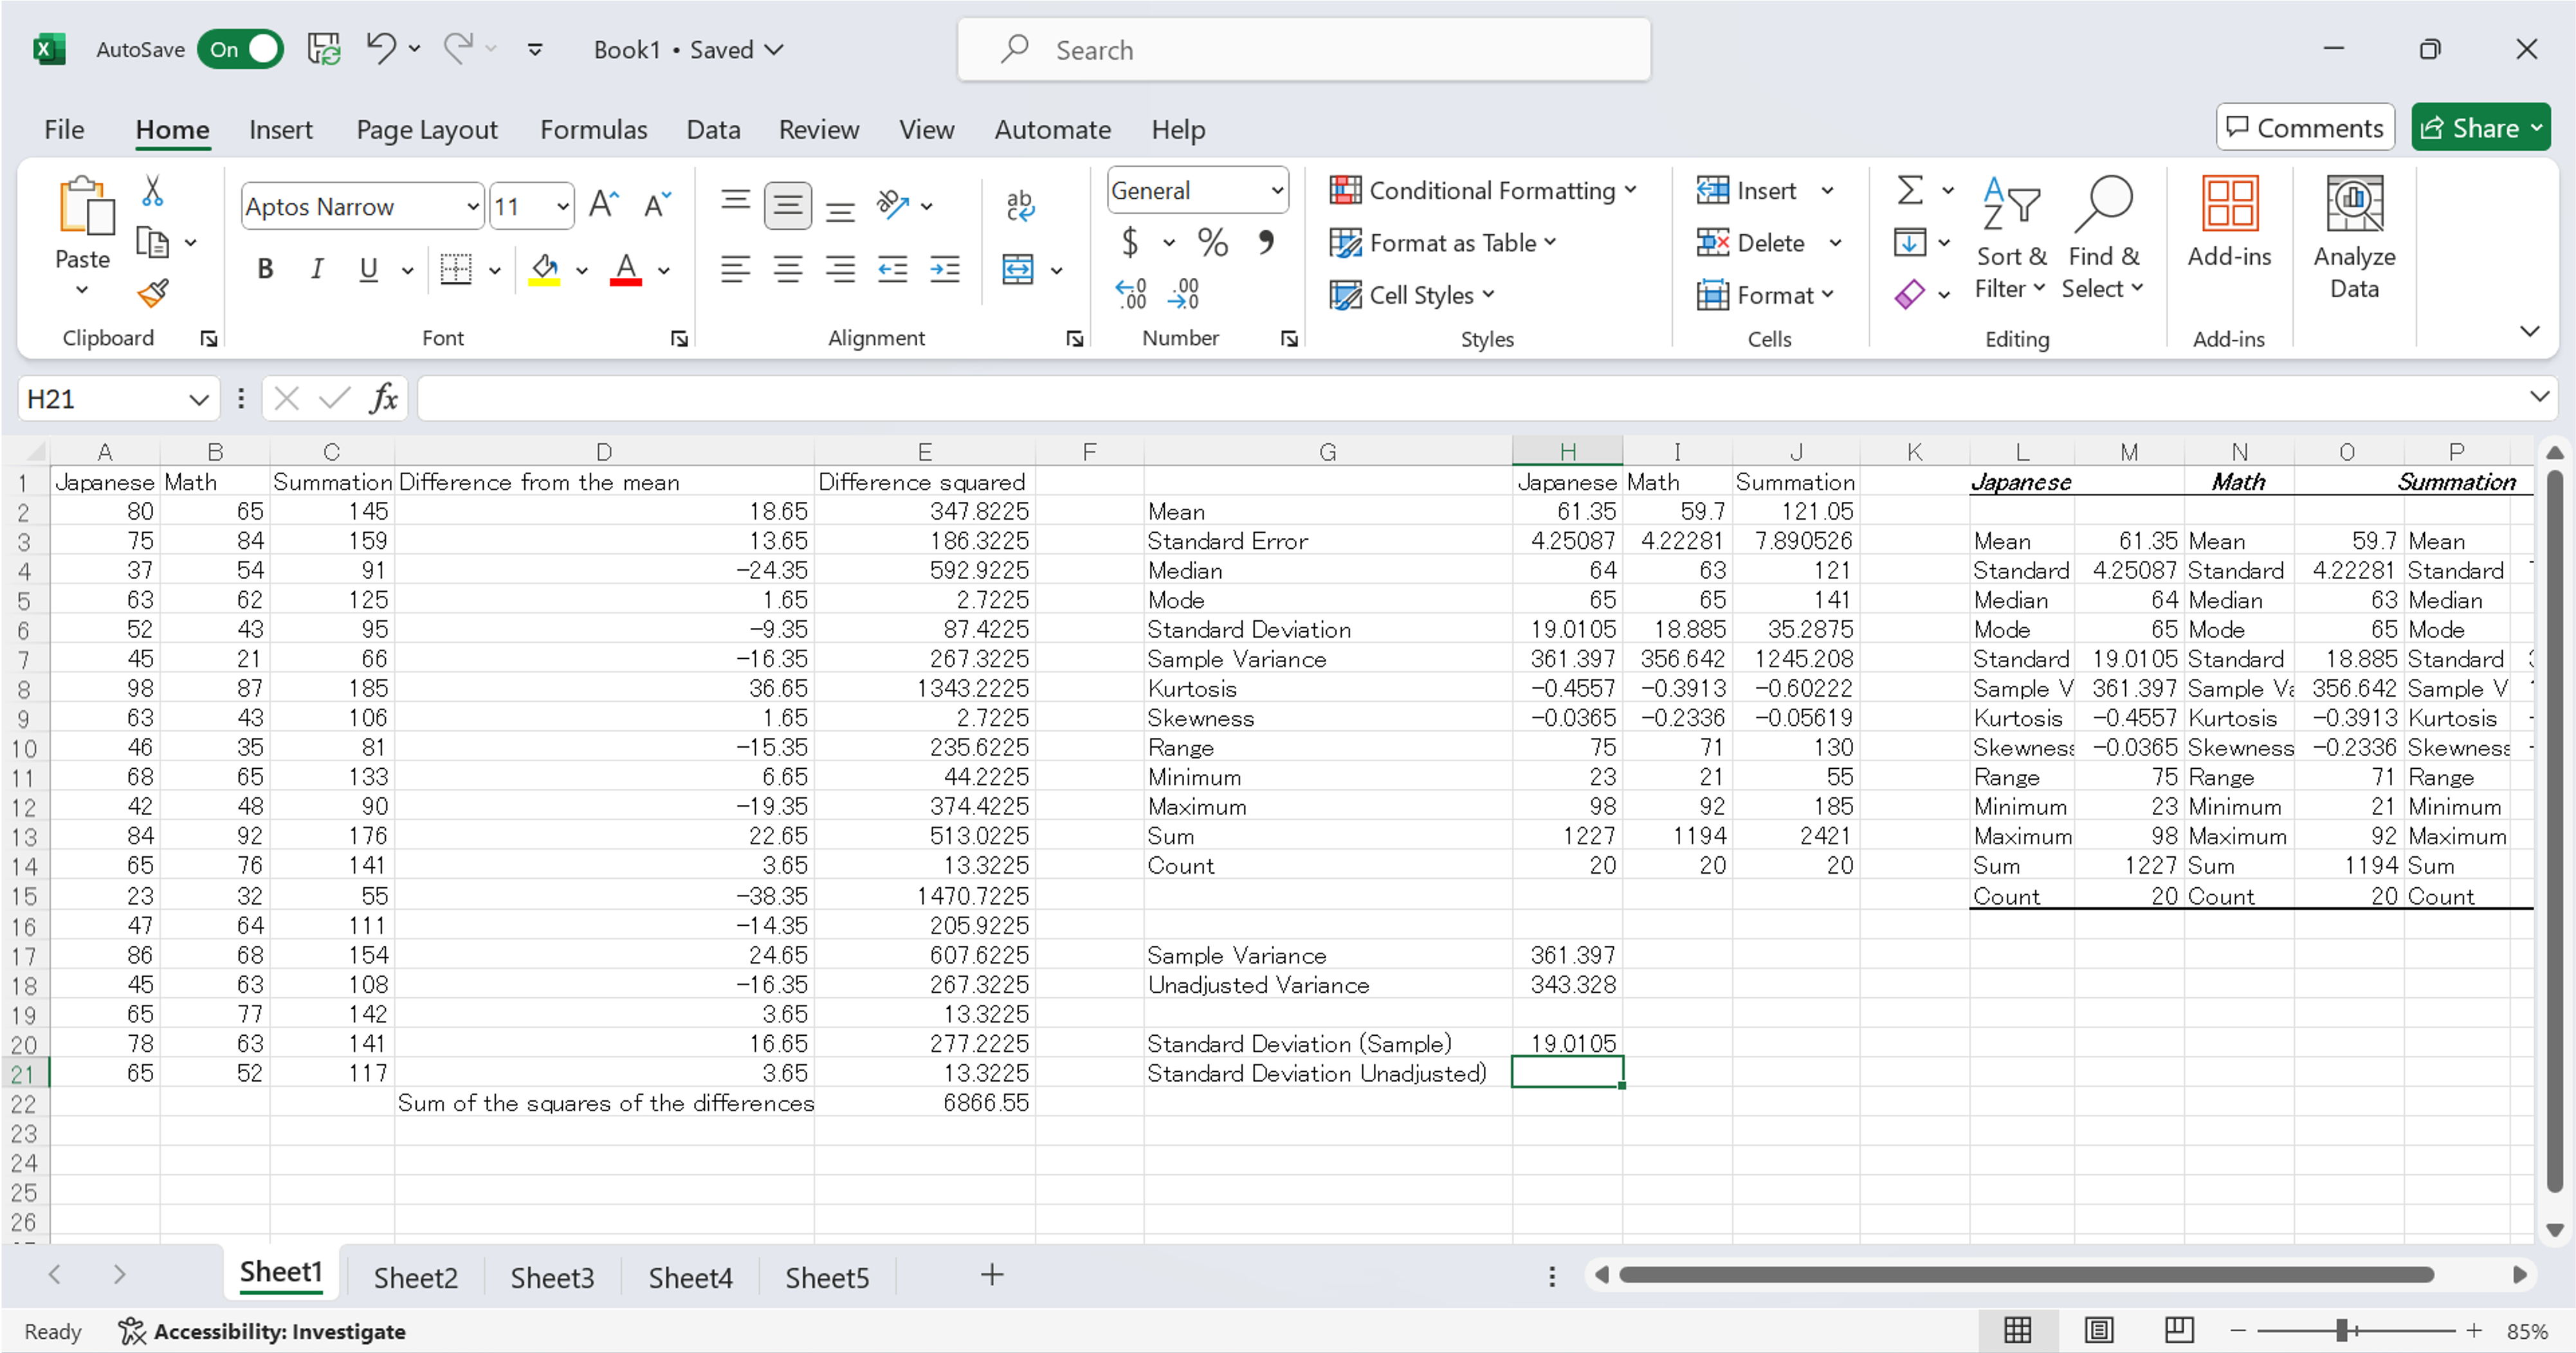 AutoSave On Book1 • Saved Search
File Home Insert Page Layout Formulas Data Review View Automate Help Comments Share
Paste Aptos Narrow 11 B I U A General $ % 9 Conditional Formatting Format as Table Cell Styles Insert Delete Format Sort & Filter Find & Select Add-ins Analyze Data
Clipboard Font Alignment Number Styles Cells Editing Add-ins
H21 fx
A B C D E F G H I J K L M N O P
1 Japanese Math Summation Difference from the mean Difference squared Japanese Math Summation Japanese Math Summation
2 80 65 145 18.65 347.8225 Mean 61.35 59.7 121.05
3 75 84 159 13.65 186.3225 Standard Error 4.25087 4.22281 7.890526 Mean 61.35 Mean 59.7 Mean
4 37 54 91 −24.35 592.9225 Median 64 63 121 Standard 4.25087 Standard 4.22281 Standard
5 63 62 125 1.65 2.7225 Mode 65 65 141 Median 64 Median 63 Median
6 52 43 95 −9.35 87.4225 Standard Deviation 19.0105 18.885 35.2875 Mode 65 Mode 65 Mode
7 45 21 66 −16.35 267.3225 Sample Variance 361.397 356.642 1245.208 Standard 19.0105 Standard 18.885 Standard
8 98 87 185 36.65 1343.2225 Kurtosis −0.4557 −0.3913 −0.60222 Sample V 361.397 Sample Va 356.642 Sample V
9 63 43 106 1.65 2.7225 Skewness −0.0365 −0.2336 −0.05619 Kurtosis −0.4557 Kurtosis −0.3913 Kurtosis
10 46 35 81 −15.35 235.6225 Range 75 71 130 Skewness −0.0365 Skewness −0.2336 Skewness
11 68 65 133 6.65 44.2225 Minimum 23 21 55 Range 75 Range 71 Range
12 42 48 90 −19.35 374.4225 Maximum 98 92 185 Minimum 23 Minimum 21 Minimum
13 84 92 176 22.65 513.0225 Sum 1227 1194 2421 Maximum 98 Maximum 92 Maximum
14 65 76 141 3.65 13.3225 Count 20 20 20 Sum 1227 Sum 1194 Sum
15 23 32 55 −38.35 1470.7225 Count 20 Count 20 Count
16 47 64 111 −14.35 205.9225
17 86 68 154 24.65 607.6225 Sample Variance 361.397
18 45 63 108 −16.35 267.3225 Unadjusted Variance 343.328
19 65 77 142 3.65 13.3225
20 78 63 141 16.65 277.2225 Standard Deviation (Sample) 19.0105
21 65 52 117 3.65 13.3225 Standard Deviation Unadjusted)
22 Sum of the squares of the differences 6866.55
23
24
25
26
Sheet1 Sheet2 Sheet3 Sheet4 Sheet5
Ready Accessibility: Investigate 85%